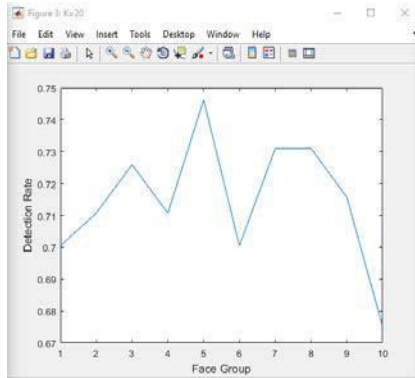 Figure 3: K=20
File Edit View Insert Tools Desktop Window Help
0.75
0.74
0.73
0.72
0.71
0.7
0.69
0.68
0.67
Detection Rate
1 2 3 4 5 6 7 8 9 10
Face Group